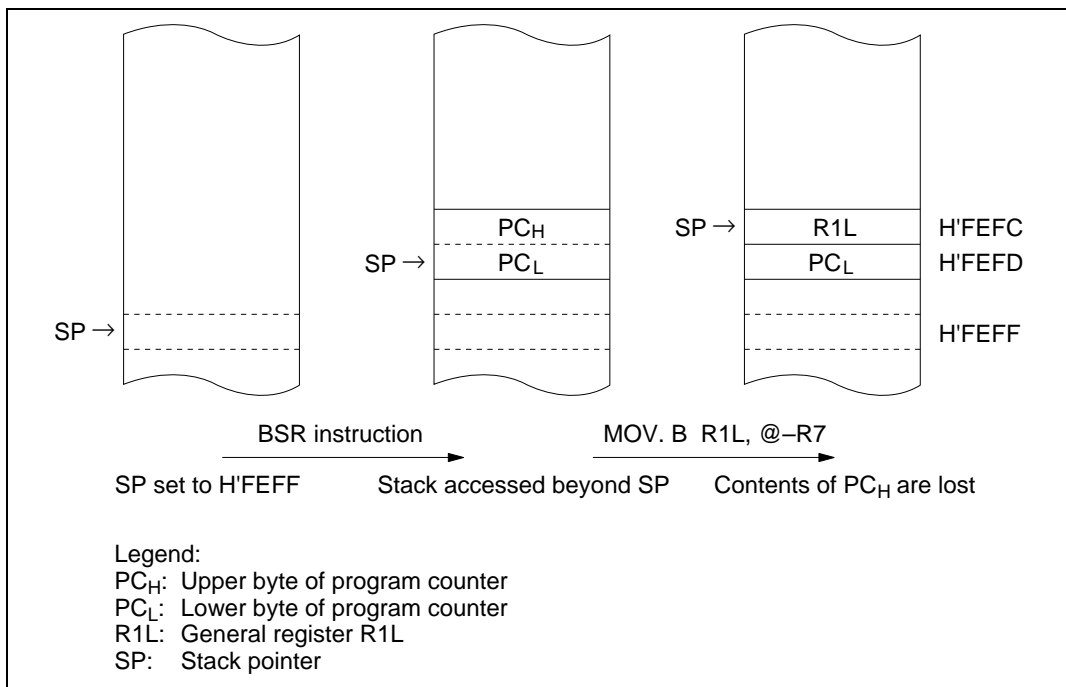 PCH
SP → R1L H'FEFC
SP → PCL PCL H'FEFD
SP → H'FEFF
BSR instruction MOV. B R1L, @–R7
SP set to H'FEFF Stack accessed beyond SP Contents of PCH are lost
Legend:
PCH: Upper byte of program counter
PCL: Lower byte of program counter
R1L: General register R1L
SP: Stack pointer